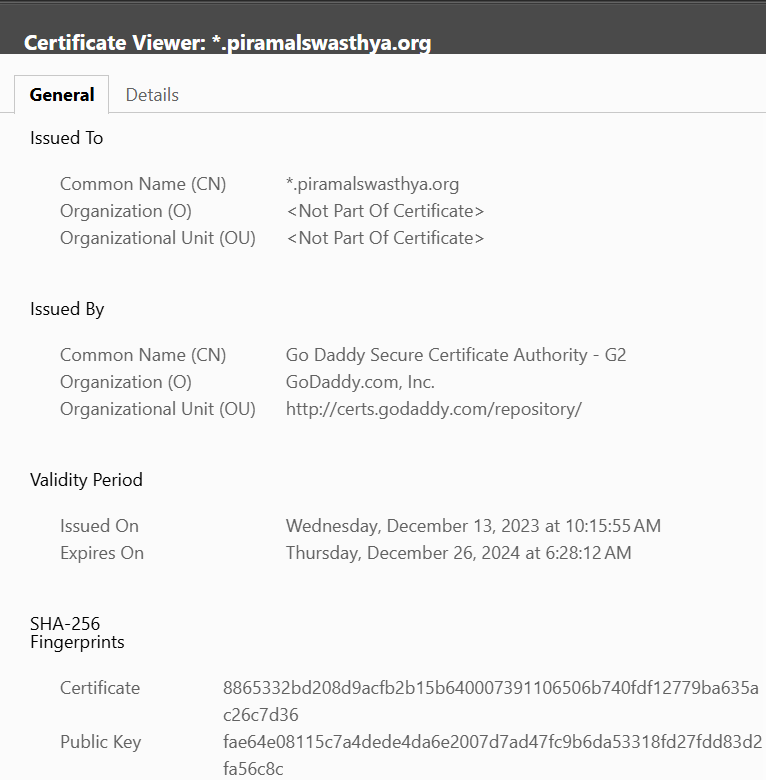 Certificate Viewer: *.piramalswasthya.org
General Details
Issued To
Common Name (CN) *.piramalswasthya.org
Organization (O) <Not Part Of Certificate>
Organizational Unit (OU) <Not Part Of Certificate>
Issued By
Common Name (CN) Go Daddy Secure Certificate Authority - G2
Organization (O) GoDaddy.com, Inc.
Organizational Unit (OU) http://certs.godaddy.com/repository/
Validity Period
Issued On Wednesday, December 13, 2023 at 10:15:55 AM
Expires On Thursday, December 26, 2024 at 6:28:12 AM
SHA-256
Fingerprints
Certificate 8865332bd208d9acfb2b15b640007391106506b740fdf12779ba635a
c26c7d36
Public Key fae64e08115c7a4dede4da6e2007d7ad47fc9b6da53318fd27fdd83d2
fa56c8c